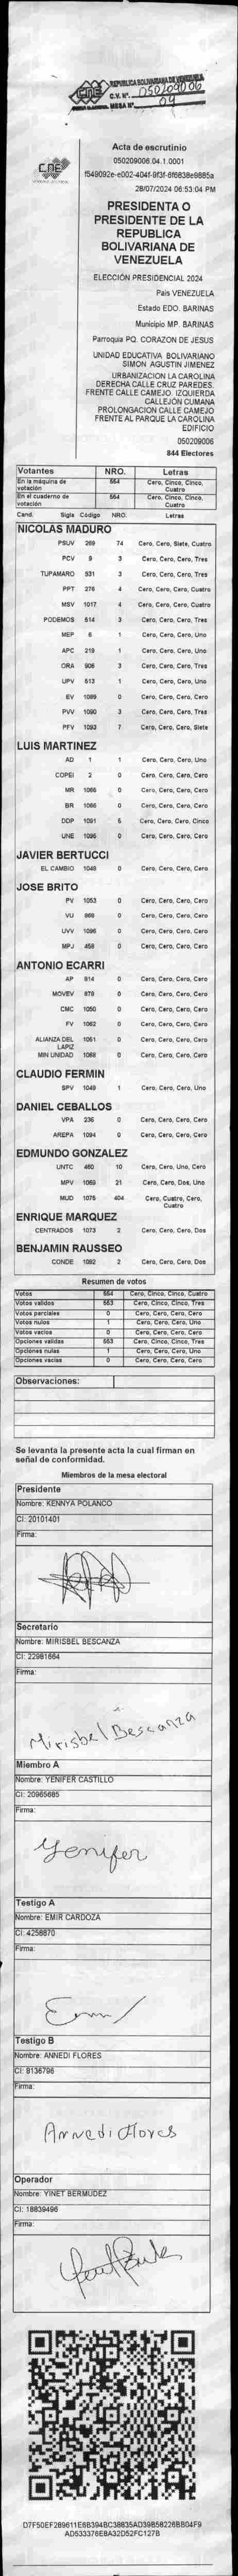 CNE
REPUBLICA BOLIVARIANA DE VENEZUELA
C.V. Nº. 050209006
MESA Nº. 04
CNE
Acta de escrutinio
050209006.04.1.0001
28/07/2024 06:53:04 PM
PRESIDENTA O
PRESIDENTE DE LA
REPUBLICA
BOLIVARIANA DE
VENEZUELA
ELECCIÓN PRESIDENCIAL 2024
País VENEZUELA
Estado EDO. BARINAS
Municipio MP. BARINAS
Parroquia PQ. CORAZON DE JESUS
UNIDAD EDUCATIVA BOLIVARIANO
SIMON AGUSTIN JIMENEZ
URBANIZACION LA CAROLINA
DERECHA CALLE CRUZ PAREDES.
FRENTE CALLE CAMEJO. IZQUIERDA
CALLEJÓN CUMANA
PROLONGACION CALLE CAMEJO
FRENTE AL PARQUE LA CAROLINA
EDIFICIO
050209006
844 Electores
Votantes NRO. Letras
En la máquina de votación 554 Cero, Cinco, Cinco, Cuatro
En el cuaderno de votación 554 Cero, Cinco, Cinco, Cuatro
Cand. Sigla Código NRO. Letras
NICOLAS MADURO
PSUV 269 74 Cero, Cero, Siete, Cuatro
PCV 9 3 Cero, Cero, Cero, Tres
TUPAMARO 531 3 Cero, Cero, Cero, Tres
PPT 276 4 Cero, Cero, Cero, Cuatro
MSV 1017 4 Cero, Cero, Cero, Cuatro
PODEMOS 514 3 Cero, Cero, Cero, Tres
MEP 6 1 Cero, Cero, Cero, Uno
APC 219 1 Cero, Cero, Cero, Uno
ORA 906 3 Cero, Cero, Cero, Tres
UPV 513 1 Cero, Cero, Cero, Uno
EV 1089 0 Cero, Cero, Cero, Cero
PVV 1090 3 Cero, Cero, Cero, Tres
PFV 1093 7 Cero, Cero, Cero, Siete
LUIS MARTINEZ
AD 1 1 Cero, Cero, Cero, Uno
COPEI 2 0 Cero, Cero, Cero, Cero
MR 1066 0 Cero, Cero, Cero, Cero
BR 1086 0 Cero, Cero, Cero, Cero
DDP 1091 5 Cero, Cero, Cero, Cinco
UNE 1095 0 Cero, Cero, Cero, Cero
JAVIER BERTUCCI
EL CAMBIO 1048 0 Cero, Cero, Cero, Cero
JOSE BRITO
PV 1053 0 Cero, Cero, Cero, Cero
VU 869 0 Cero, Cero, Cero, Cero
UVV 1096 0 Cero, Cero, Cero, Cero
MPJ 458 0 Cero, Cero, Cero, Cero
ANTONIO ECARRI
AP 914 0 Cero, Cero, Cero, Cero
MOVEV 879 0 Cero, Cero, Cero, Cero
CMC 1050 0 Cero, Cero, Cero, Cero
FV 1062 0 Cero, Cero, Cero, Cero
ALIANZA DEL LAPIZ 1051 0 Cero, Cero, Cero, Cero
MIN UNIDAD 1068 0 Cero, Cero, Cero, Cero
CLAUDIO FERMIN
SPV 1049 1 Cero, Cero, Cero, Uno
DANIEL CEBALLOS
VPA 236 0 Cero, Cero, Cero, Cero
AREPA 1094 0 Cero, Cero, Cero, Cero
EDMUNDO GONZALEZ
UNTC 460 10 Cero, Cero, Uno, Cero
MPV 1069 21 Cero, Cero, Dos, Uno
MUD 1075 404 Cero, Cuatro, Cero, Cuatro
ENRIQUE MARQUEZ
CENTRADOS 1073 2 Cero, Cero, Cero, Dos
BENJAMIN RAUSSEO
CONDE 1092 2 Cero, Cero, Cero, Dos
Resumen de votos
Votos 554 Cero, Cinco, Cinco, Cuatro
Votos validos 553 Cero, Cinco, Cinco, Tres
Votos parciales 0 Cero, Cero, Cero, Cero
Votos nulos 1 Cero, Cero, Cero, Uno
Votos vacíos 0 Cero, Cero, Cero, Cero
Opciones validas 553 Cero, Cinco, Cinco, Tres
Opciones nulas 1 Cero, Cero, Cero, Uno
Opciones vacías 0 Cero, Cero, Cero, Cero
Observaciones:
Se levanta la presente acta la cual firman en
señal de conformidad.
Miembros de la mesa electoral
Presidente
Nombre: KENNYA POLANCO
CI: 20101401
Firma:
Secretario
Nombre: MIRISBEL BESCANZA
CI: 22981664
Firma:
Mirisbel Bescanza
Miembro A
Nombre: YENIFER CASTILLO
CI: 20965685
Firma:
Yenifer
Testigo A
Nombre: EMIR CARDOZA
CI: 4258870
Firma:
Testigo B
Nombre: ANNEDI FLORES
CI: 8136796
Firma:
Annedi Flores
Operador
Nombre: YINET BERMUDEZ
CI: 18839496
Firma: